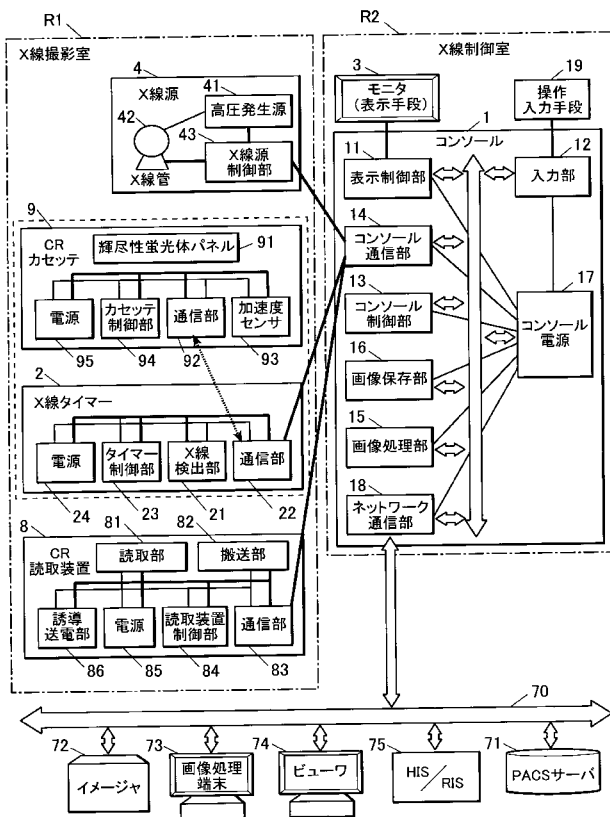 R1
R2
X線撮影室
X線制御室
4
X線源
41
高圧発生源
42
43
X線源
制御部
X線管
3
モニタ
(表示手段)
19
操作
入力手段
1
コンソール
11
表示制御部
12
入力部
14
コンソール
通信部
13
コンソール
制御部
17
コンソール
電源
16
画像保存部
15
画像処理部
18
ネットワーク
通信部
9
CR
カセッテ
輝尽性蛍光体パネル
91
電源
カセッテ
制御部
通信部
加速度
センサ
95
94
92
93
2
X線タイマー
電源
タイマー
制御部
X線
検出部
通信部
24
23
21
22
8
CR
読取装置
81
読取部
82
搬送部
誘導
送電部
電源
読取装置
制御部
通信部
86
85
84
83
70
72
イメージャ
73
画像処理
端末
74
ビューワ
75
HIS/
RIS
71
PACSサーバ